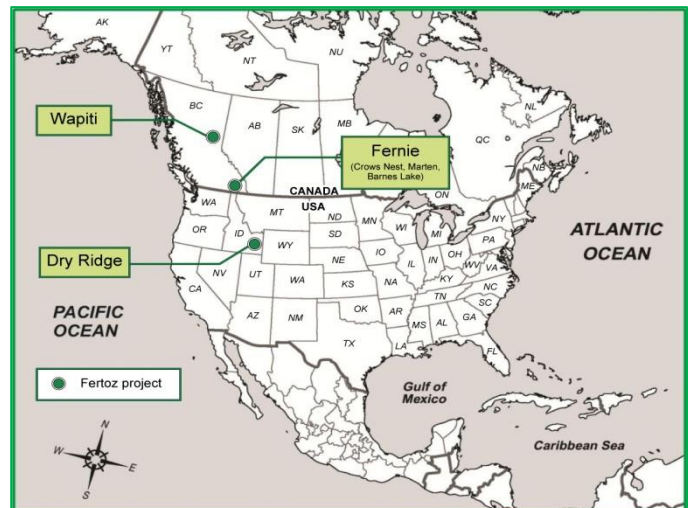 AK
YT
NT
NU
BC
AB
SK
MB
NL
QC
Wapiti
Fernie
(Crows Nest, Marten,
Barnes Lake)
ON
NB
ME
CANADA
USA
WA
MT
ND
MN
OR
ID
SD
WI
MI
NY
WY
Dry Ridge
NE
IO
IL
IN
OH
PA
NV
UT
WA
KS
NA
KY
WV
VA
CA
AZ
NM
OK
AR
TN
NC
SC
TX
MS
AL
GA
LA
FL
ATLANTIC
OCEAN
PACIFIC
OCEAN
Fertoz project
Gulf of
Mexico
Caribbean Sea
N
W
E
S